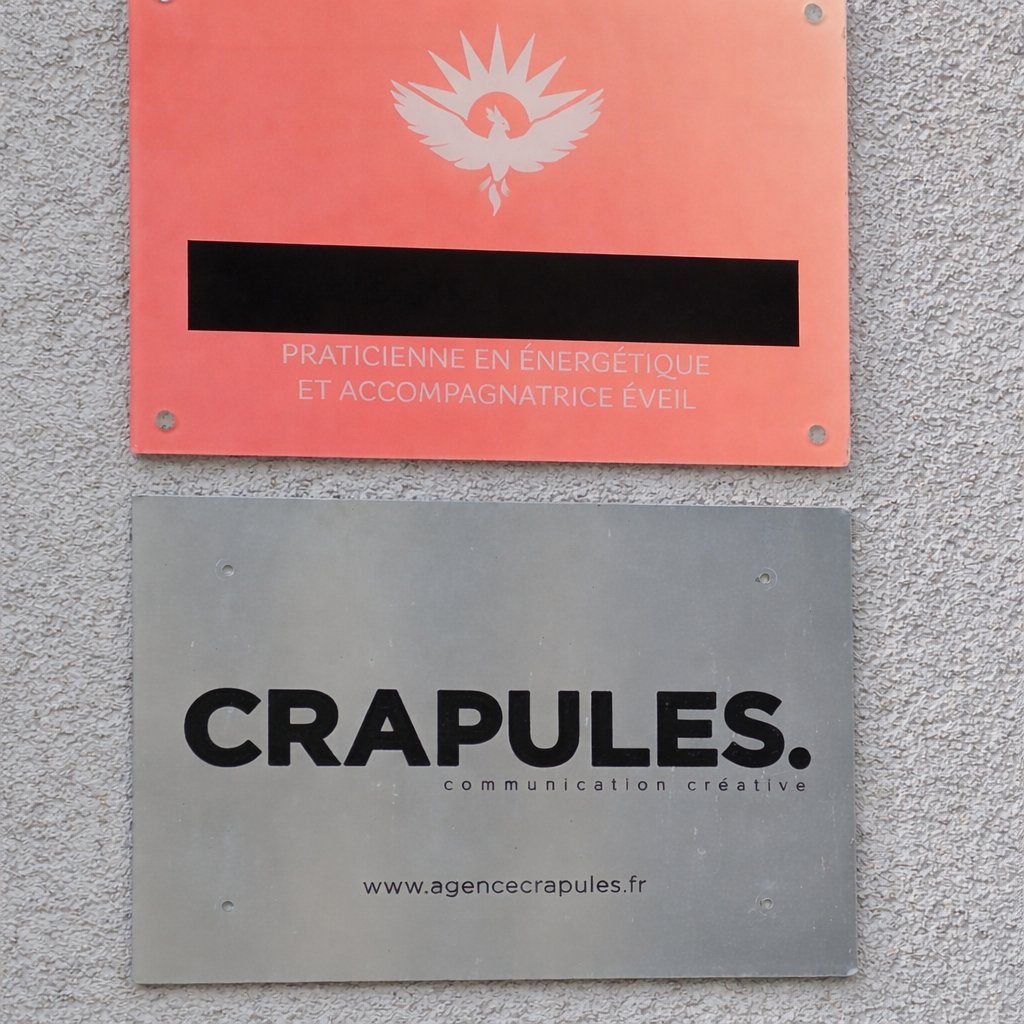 PRATICIENNE EN ÉNERGÉTIQUE
ET ACCOMPAGNATRICE ÉVEIL
CRAPULES.
communication créative
www.agencecrapules.fr